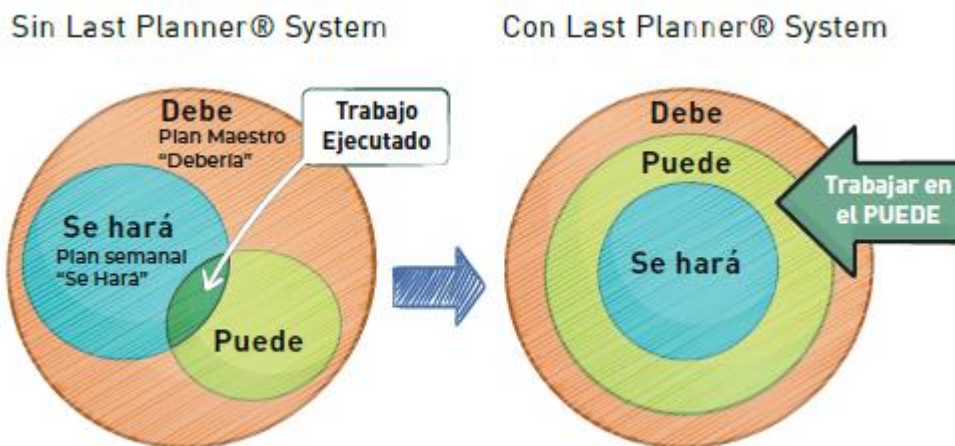 Sin Last Planner® System
Con Last Planner® System
Debe
Plan Maestro
“Debería”
Trabajo
Ejecutado
Se hará
Plan semanal
“Se Hará”
Puede
Debe
Puede
Se hará
Trabajar en
el PUEDE